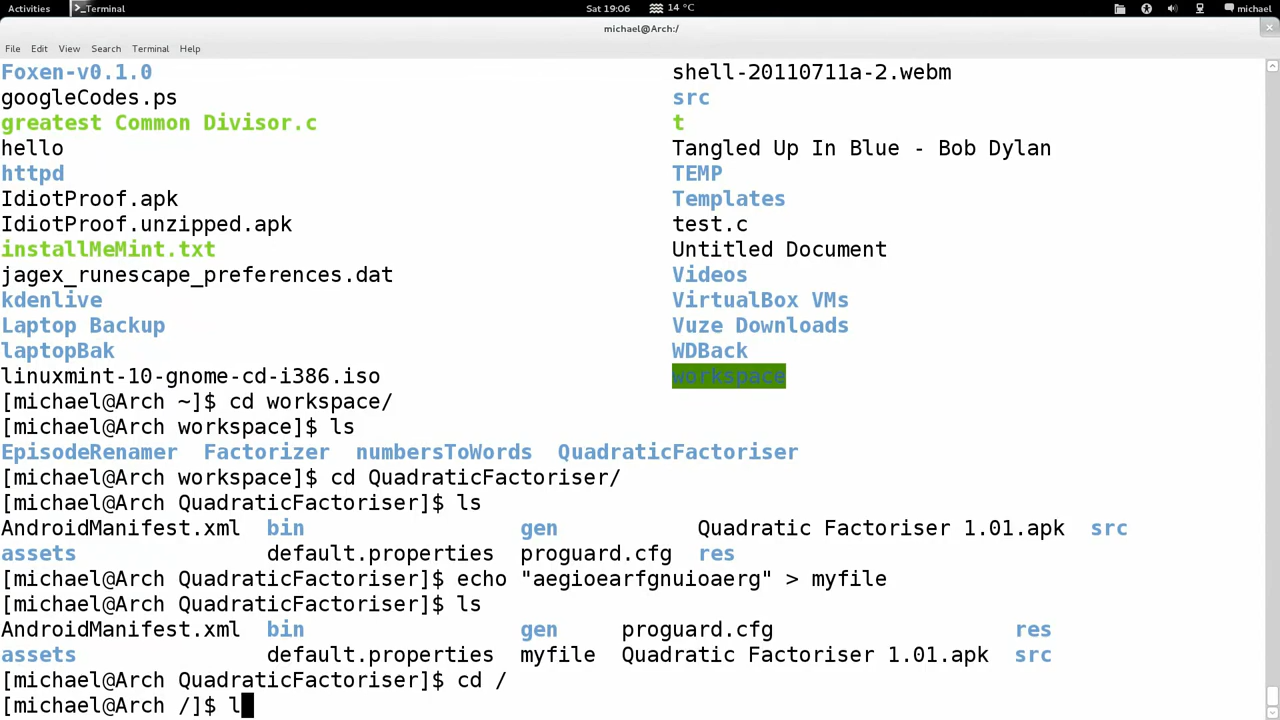 Activities Terminal Sat 19:06 14 °C michael
michael@Arch:/
File Edit View Search Terminal Help
Foxen-v0.1.0 shell-20110711a-2.webm
googleCodes.ps src
greatest Common Divisor.c t
hello Tangled Up In Blue - Bob Dylan
httpd TEMP
IdiotProof.apk Templates
IdiotProof.unzipped.apk test.c
installMeMint.txt Untitled Document
jagex_runescape_preferences.dat Videos
kdenlive VirtualBox VMs
Laptop Backup Vuze Downloads
laptopBak WDBack
linuxmint-10-gnome-cd-i386.iso workspace
[michael@Arch ~]$ cd workspace/
[michael@Arch workspace]$ ls
EpisodeRenamer Factorizer numbersToWords QuadraticFactoriser
[michael@Arch workspace]$ cd QuadraticFactoriser/
[michael@Arch QuadraticFactoriser]$ ls
AndroidManifest.xml bin gen Quadratic Factoriser 1.01.apk src
assets default.properties proguard.cfg res
[michael@Arch QuadraticFactoriser]$ echo "aegioearfgnuioaerg" > myfile
[michael@Arch QuadraticFactoriser]$ ls
AndroidManifest.xml bin gen proguard.cfg res
assets default.properties myfile Quadratic Factoriser 1.01.apk src
[michael@Arch QuadraticFactoriser]$ cd /
[michael@Arch /]$ l